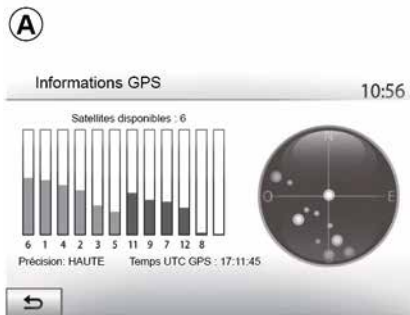 A
Informations GPS 10:56
Satellites disponibles : 6
N
O E
6 1 4 2 3 5 11 9 7 12 8
Précision: HAUTE Temps UTC GPS : 17:11:45